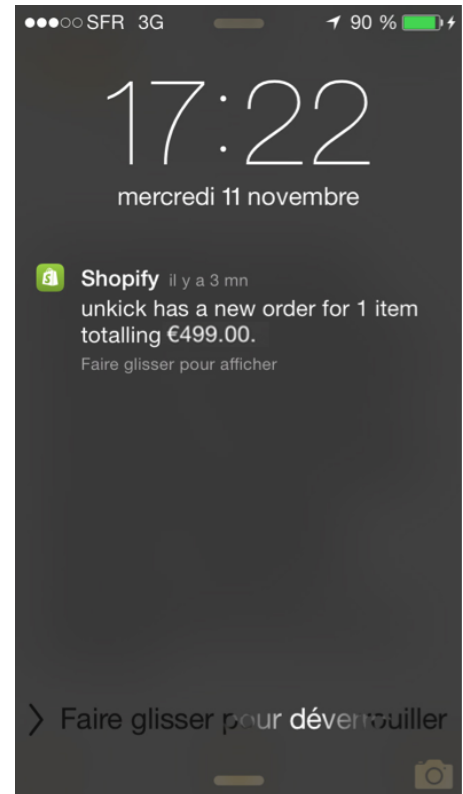 SFR 3G 90 %
17:22
mercredi 11 novembre
Shopify il y a 3 mn
unkick has a new order for 1 item
totalling €499.00.
Faire glisser pour afficher
Faire glisser pour déverrouiller